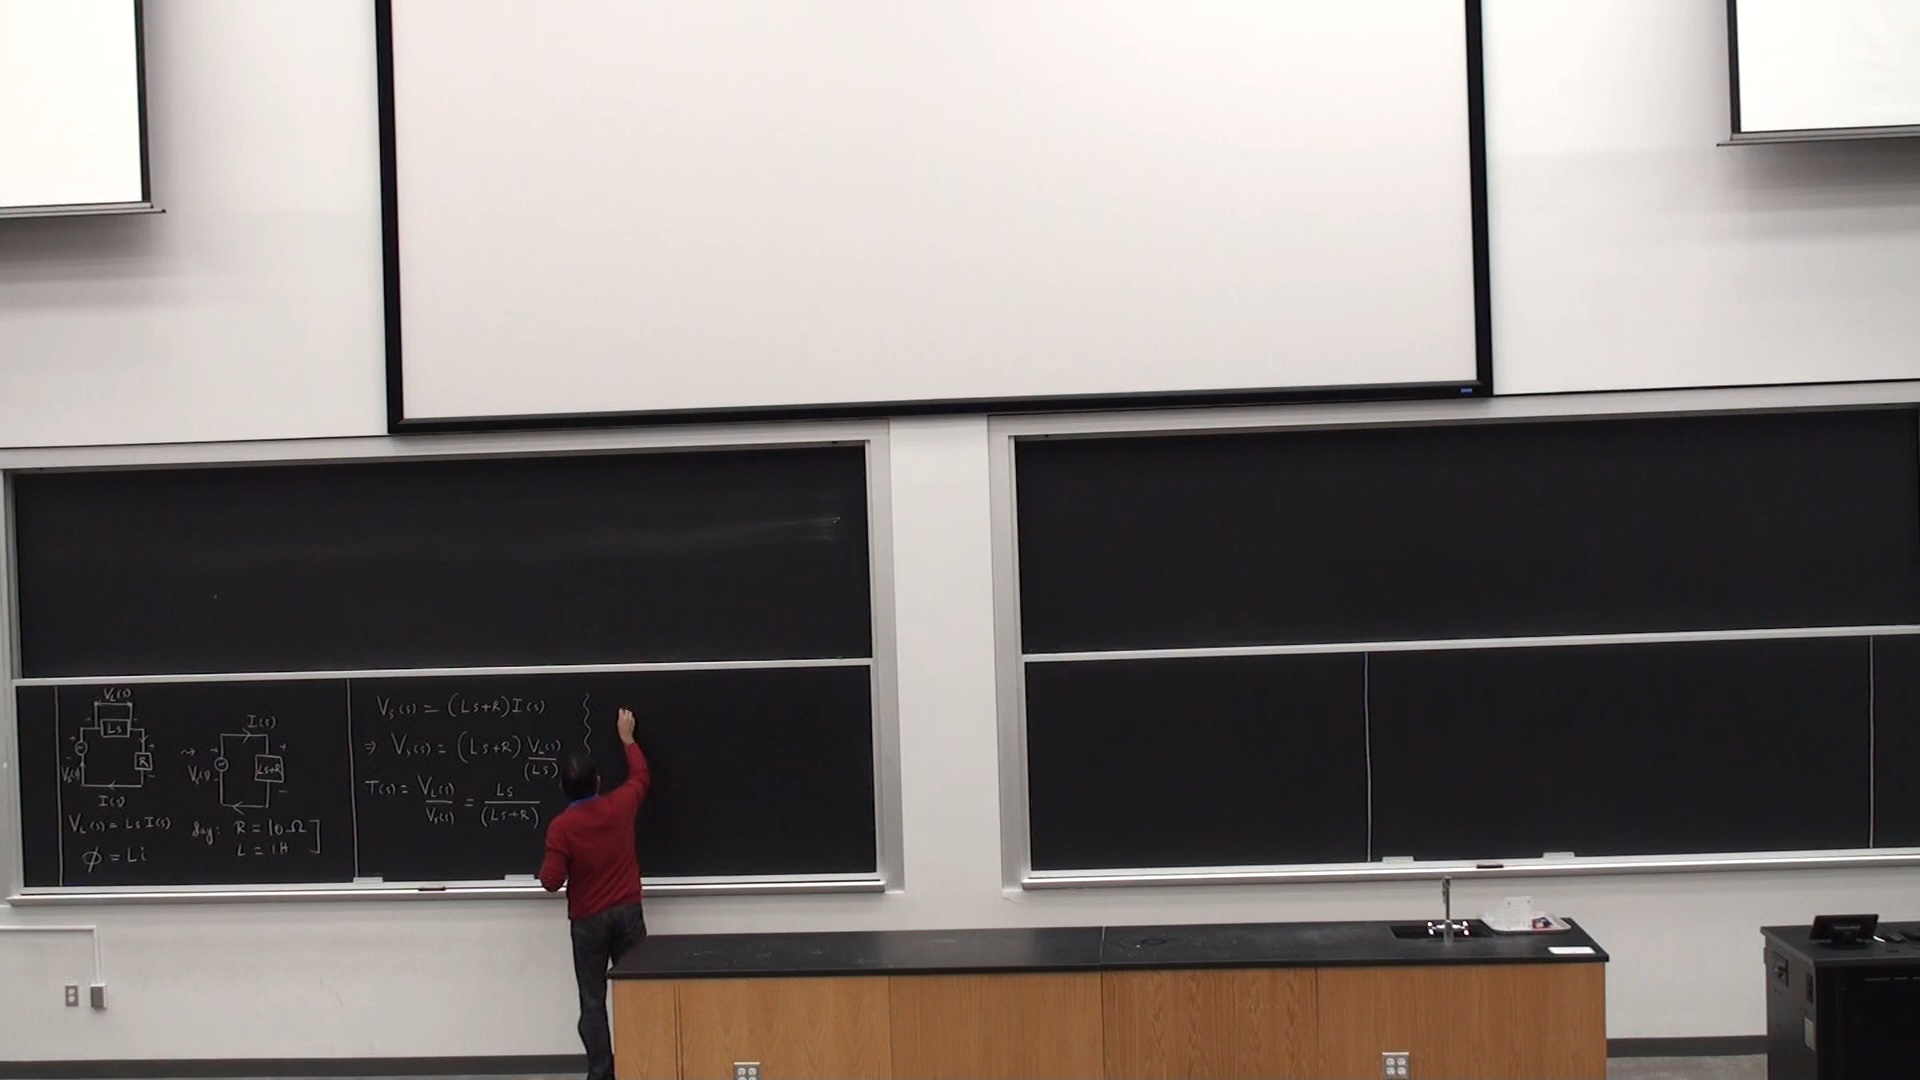 V_L(s)
Ls
R
V_s(s)
I(s)
V_L(s) = Ls I(s)
φ = Li
⇝
I(s)
V_s(s)
Ls+R
Say: R = 10 Ω
L = 1H
V_s(s) = (Ls+R) I(s)
⇒ V_s(s) = (Ls+R) V_L(s)/(Ls)
T(s) = V_L(s)/V_s(s) = Ls/(Ls+R)